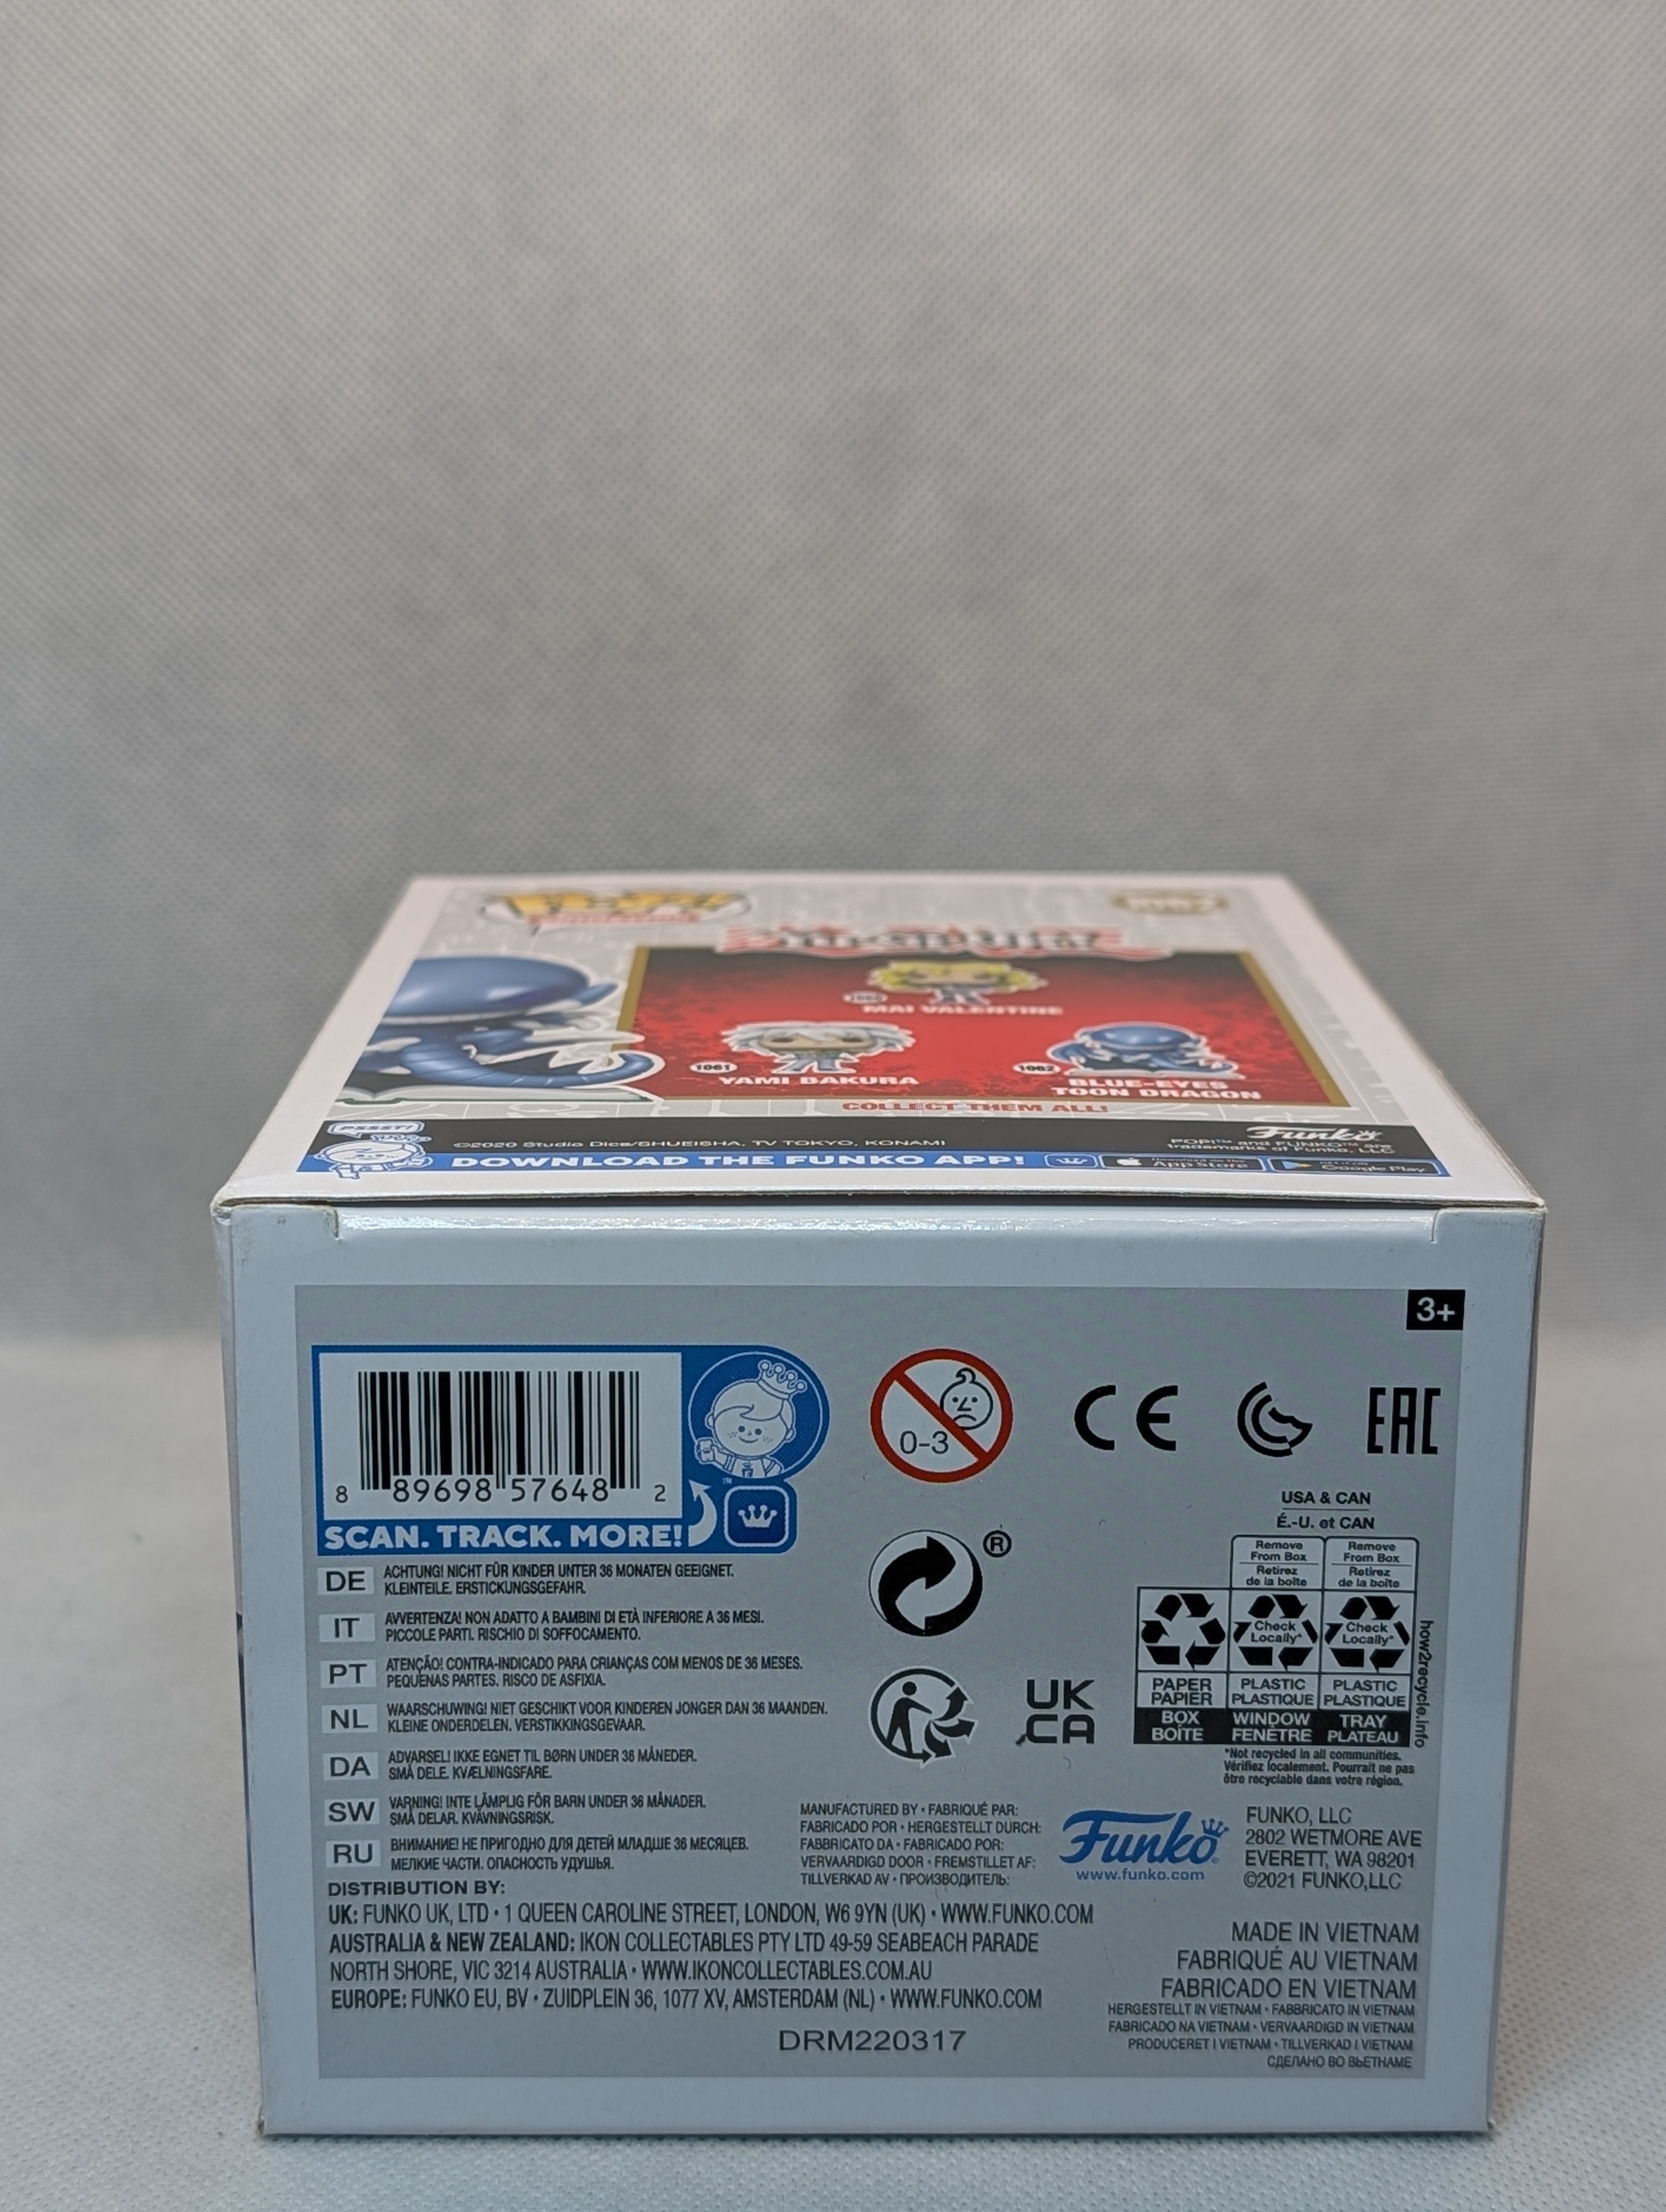 POP!
1062
Yu-Gi-Oh!
1060
MAI VALENTINE
1061
YAMI BAKURA
1062
BLUE-EYES
TOON DRAGON
COLLECT THEM ALL!
PSSST!
©2020 Studio Dice/SHUEISHA, TV TOKYO, KONAMI
Funko
POP!™ and FUNKO™ are
trademarks of Funko, LLC
DOWNLOAD THE FUNKO APP!
Download on the
App Store
GET IT ON
Google Play
3+
8 89698 57648 2
™
SCAN. TRACK. MORE!
0-3
CE
EAC
USA & CAN
É.-U. et CAN
Remove
From Box
Retirez
de la boîte
Remove
From Box
Retirez
de la boîte
Check
Locally*
Check
Locally*
PAPER
PAPIER
PLASTIC
PLASTIQUE
PLASTIC
PLASTIQUE
BOX
BOÎTE
WINDOW
FENÊTRE
TRAY
PLATEAU
how2recycle.info
*Not recycled in all communities.
Vérifiez localement. Pourrait ne pas
être recyclable dans votre région.
®
UK
CA
DE
ACHTUNG! NICHT FÜR KINDER UNTER 36 MONATEN GEEIGNET.
KLEINTEILE. ERSTICKUNGSGEFAHR.
IT
AVVERTENZA! NON ADATTO A BAMBINI DI ETÀ INFERIORE A 36 MESI.
PICCOLE PARTI. RISCHIO DI SOFFOCAMENTO.
PT
ATENÇÃO! CONTRA-INDICADO PARA CRIANÇAS COM MENOS DE 36 MESES.
PEQUENAS PARTES. RISCO DE ASFIXIA.
NL
WAARSCHUWING! NIET GESCHIKT VOOR KINDEREN JONGER DAN 36 MAANDEN.
KLEINE ONDERDELEN. VERSTIKKINGSGEVAAR.
DA
ADVARSEL! IKKE EGNET TIL BØRN UNDER 36 MÅNEDER.
SMÅ DELE. KVÆLNINGSFARE.
SW
VARNING! INTE LÄMPLIG FÖR BARN UNDER 36 MÅNADER.
SMÅ DELAR. KVÄVNINGSRISK.
RU
ВНИМАНИЕ! НЕ ПРИГОДНО ДЛЯ ДЕТЕЙ МЛАДШЕ 36 МЕСЯЦЕВ.
МЕЛКИЕ ЧАСТИ. ОПАСНОСТЬ УДУШЬЯ.
MANUFACTURED BY • FABRIQUÉ PAR:
FABRICADO POR • HERGESTELLT DURCH:
FABBRICATO DA • FABRICADO POR:
VERVAARDIGD DOOR • FREMSTILLET AF:
TILLVERKAD AV • ПРОИЗВОДИТЕЛЬ:
Funko®
www.funko.com
FUNKO, LLC
2802 WETMORE AVE
EVERETT, WA 98201
©2021 FUNKO,LLC
DISTRIBUTION BY:
UK: FUNKO UK, LTD • 1 QUEEN CAROLINE STREET, LONDON, W6 9YN (UK) • WWW.FUNKO.COM
AUSTRALIA & NEW ZEALAND: IKON COLLECTABLES PTY LTD 49-59 SEABEACH PARADE
NORTH SHORE, VIC 3214 AUSTRALIA • WWW.IKONCOLLECTABLES.COM.AU
EUROPE: FUNKO EU, BV • ZUIDPLEIN 36, 1077 XV, AMSTERDAM (NL) • WWW.FUNKO.COM
MADE IN VIETNAM
FABRIQUÉ AU VIETNAM
FABRICADO EN VIETNAM
HERGESTELLT IN VIETNAM • FABBRICATO IN VIETNAM
FABRICADO NA VIETNAM • VERVAARDIGD IN VIETNAM
PRODUCERET I VIETNAM • TILLVERKAD I VIETNAM
СДЕЛАНО ВО ВЬЕТНАМЕ
DRM220317